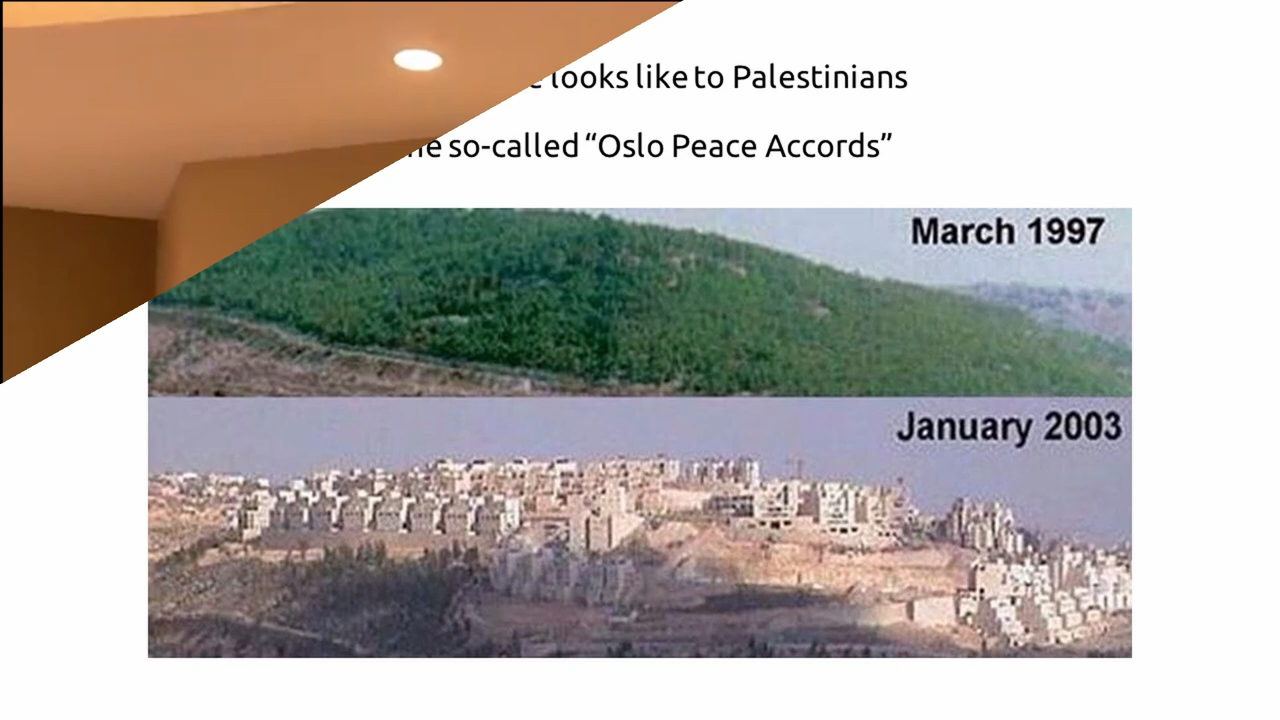 looks like to Palestinians
so-called “Oslo Peace Accords”
March 1997
January 2003